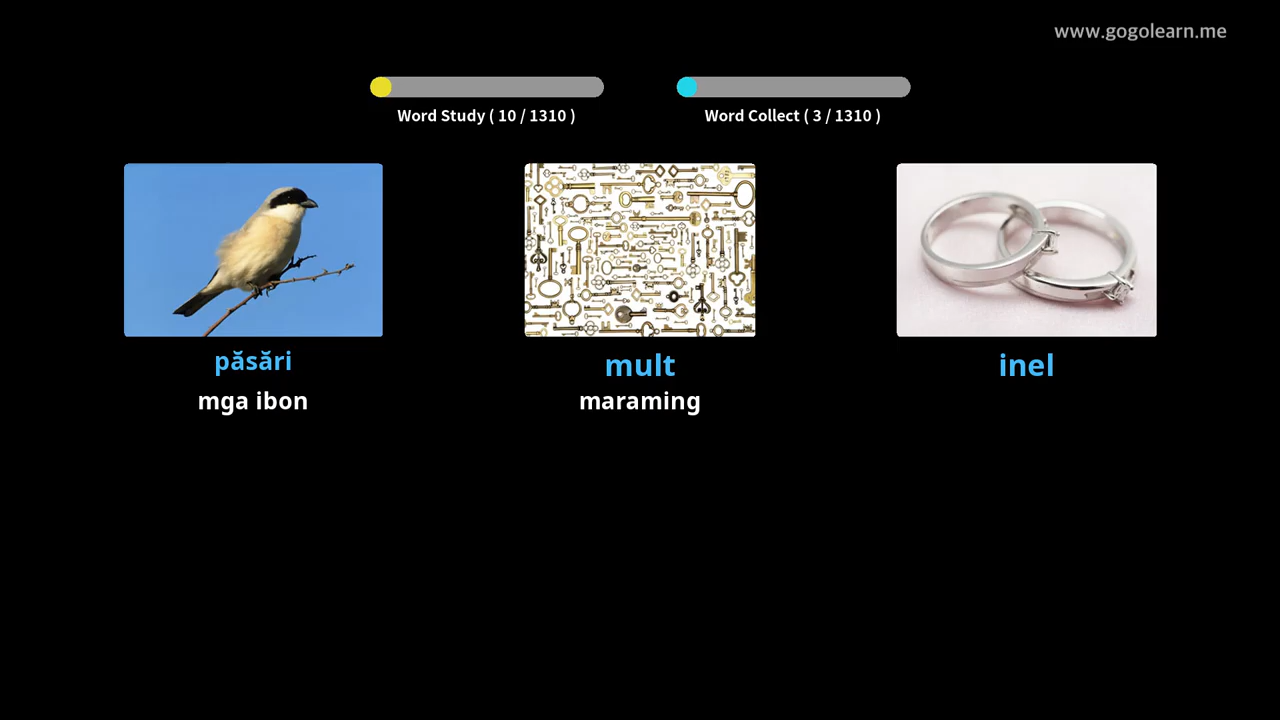 www.gogolearn.me
Word Study ( 10 / 1310 )
Word Collect ( 3 / 1310 )
păsări
mult
inel
mga ibon
maraming